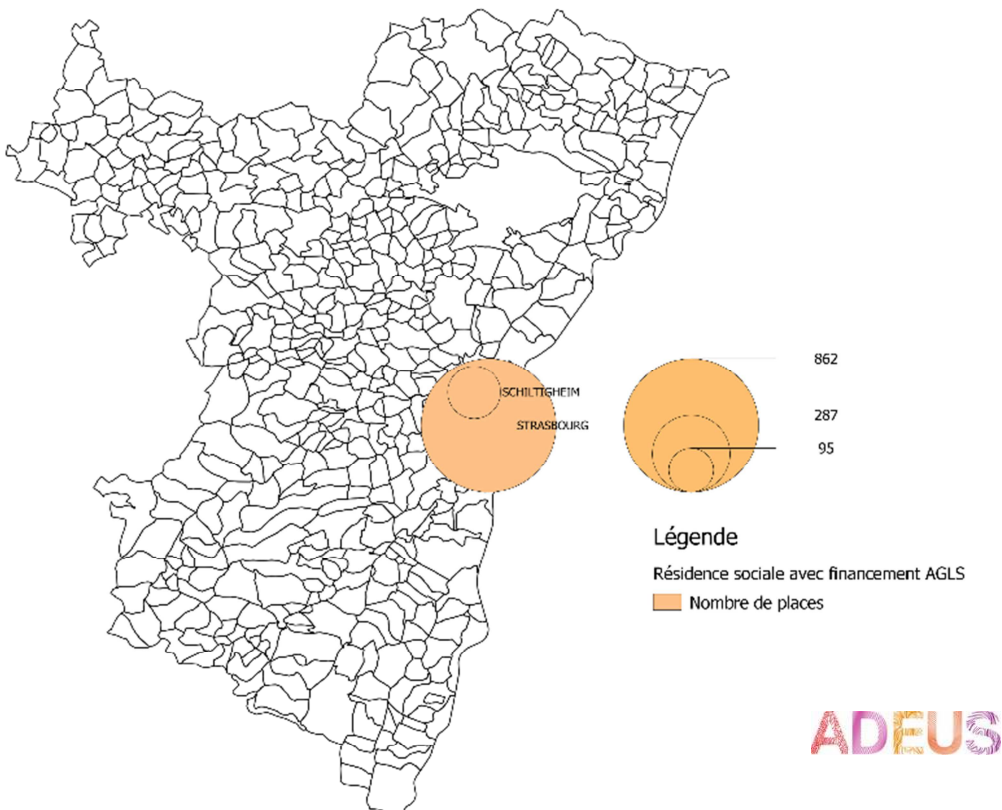 862
SCHILTIGHEIM
287
STRASBOURG
95
Légende
Résidence sociale avec financement AGLS
Nombre de places
ADEUS